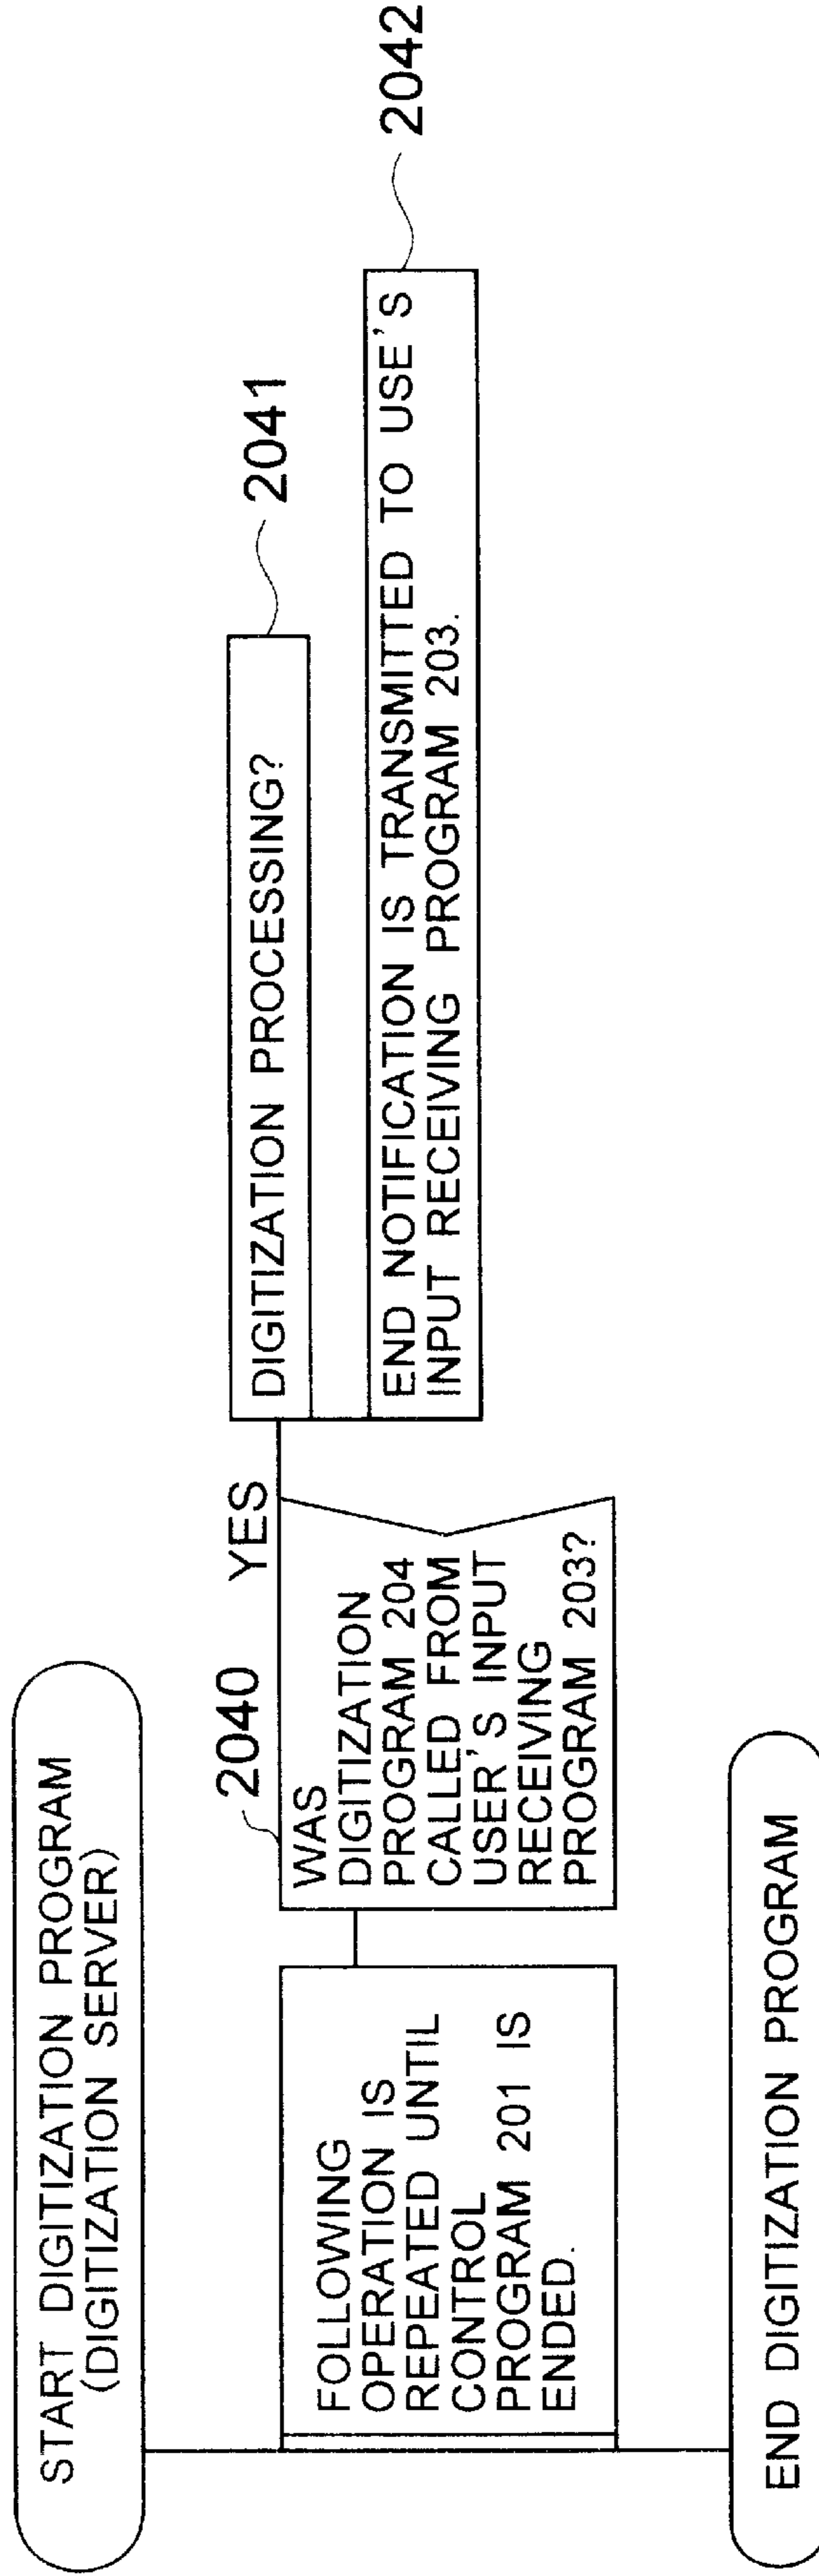 START DIGITIZATION PROGRAM
(DIGITIZATION SERVER)
FOLLOWING
OPERATION IS
REPEATED UNTIL
CONTROL
PROGRAM 201 IS
ENDED.
2040
WAS
DIGITIZATION
PROGRAM 204
CALLED FROM
USER'S INPUT
RECEIVING
PROGRAM 203?
YES
DIGITIZATION PROCESSING?
2041
END NOTIFICATION IS TRANSMITTED TO USE'S
INPUT RECEIVING PROGRAM 203.
2042
END DIGITIZATION PROGRAM